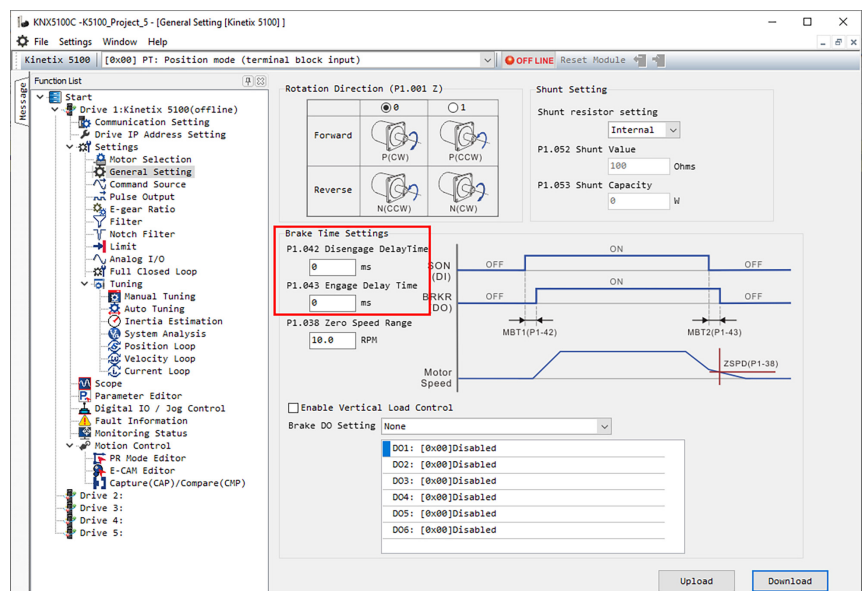 KNX5100C -K5100_Project_5 - [General Setting [Kinetix 5100] ]
File Settings Window Help
Kinetix 5100 [0x00] PT: Position mode (terminal block input) OFF LINE Reset Module
Message
Function List
Start
Drive 1:Kinetix 5100(offline)
Communication Setting
Drive IP Address Setting
Settings
Motor Selection
General Setting
Command Source
Pulse Output
E-gear Ratio
Filter
Notch Filter
Limit
Analog I/O
Full Closed Loop
Tuning
Manual Tuning
Auto Tuning
Inertia Estimation
System Analysis
Position Loop
Velocity Loop
Current Loop
Scope
Parameter Editor
Digital IO / Jog Control
Fault Information
Monitoring Status
Motion Control
PR Mode Editor
E-CAM Editor
Capture(CAP)/Compare(CMP)
Drive 2:
Drive 3:
Drive 4:
Drive 5:
Rotation Direction (P1.001 Z)
0 1
Forward
P(CW) P(CCW)
Reverse
N(CCW) N(CW)
Shunt Setting
Shunt resistor setting
Internal
P1.052 Shunt Value
100 Ohms
P1.053 Shunt Capacity
0 W
Brake Time Settings
P1.042 Disengage DelayTime
0 ms
P1.043 Engage Delay Time
0 ms
P1.038 Zero Speed Range
10.0 RPM
ON
SON OFF OFF
(DI)
ON
BRKR OFF OFF
DO)
MBT1(P1-42) MBT2(P1-43)
ZSPD(P1-38)
Motor
Speed
Enable Vertical Load Control
Brake DO Setting None
DO1: [0x00]Disabled
DO2: [0x00]Disabled
DO3: [0x00]Disabled
DO4: [0x00]Disabled
DO5: [0x00]Disabled
DO6: [0x00]Disabled
Upload Download